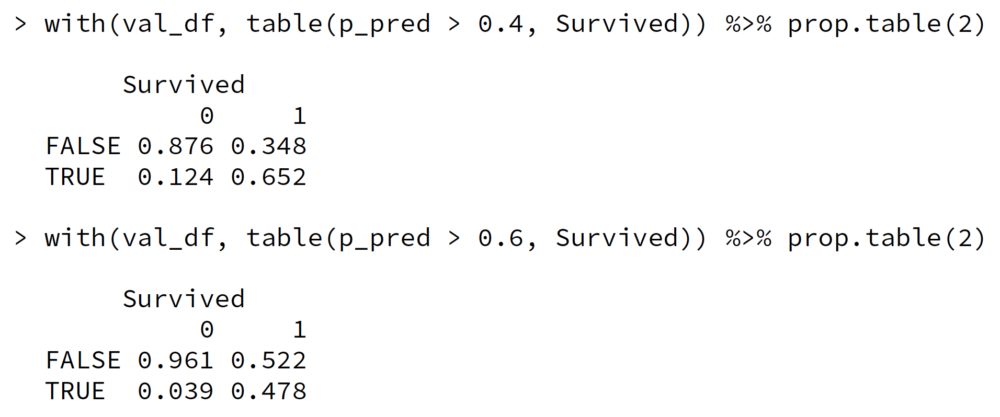 > with(val_df, table(p_pred > 0.4, Survived)) %>% prop.table(2)
Survived
0 1
FALSE 0.876 0.348
TRUE 0.124 0.652
> with(val_df, table(p_pred > 0.6, Survived)) %>% prop.table(2)
Survived
0 1
FALSE 0.961 0.522
TRUE 0.039 0.478